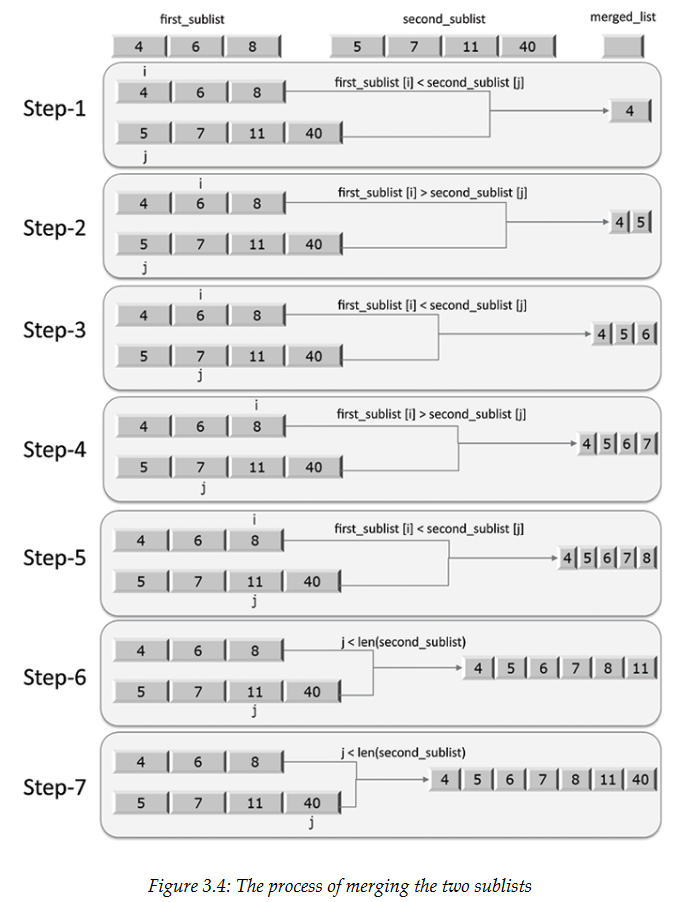 first_sublist second_sublist merged_list
4 6 8 5 7 11 40
Step-1
i
4 6 8 first_sublist [i] < second_sublist [j]
4
5 7 11 40
j
Step-2
i
4 6 8 first_sublist [i] > second_sublist [j]
4 5
5 7 11 40
j
Step-3
i
4 6 8 first_sublist [i] < second_sublist [j]
4 5 6
5 7 11 40
j
Step-4
i
4 6 8 first_sublist [i] > second_sublist [j]
4 5 6 7
5 7 11 40
j
Step-5
i
4 6 8 first_sublist [i] < second_sublist [j]
4 5 6 7 8
5 7 11 40
j
Step-6
j < len(second_sublist)
4 6 8
4 5 6 7 8 11
5 7 11 40
j
Step-7
j < len(second_sublist)
4 6 8
4 5 6 7 8 11 40
5 7 11 40
j
Figure 3.4: The process of merging the two sublists